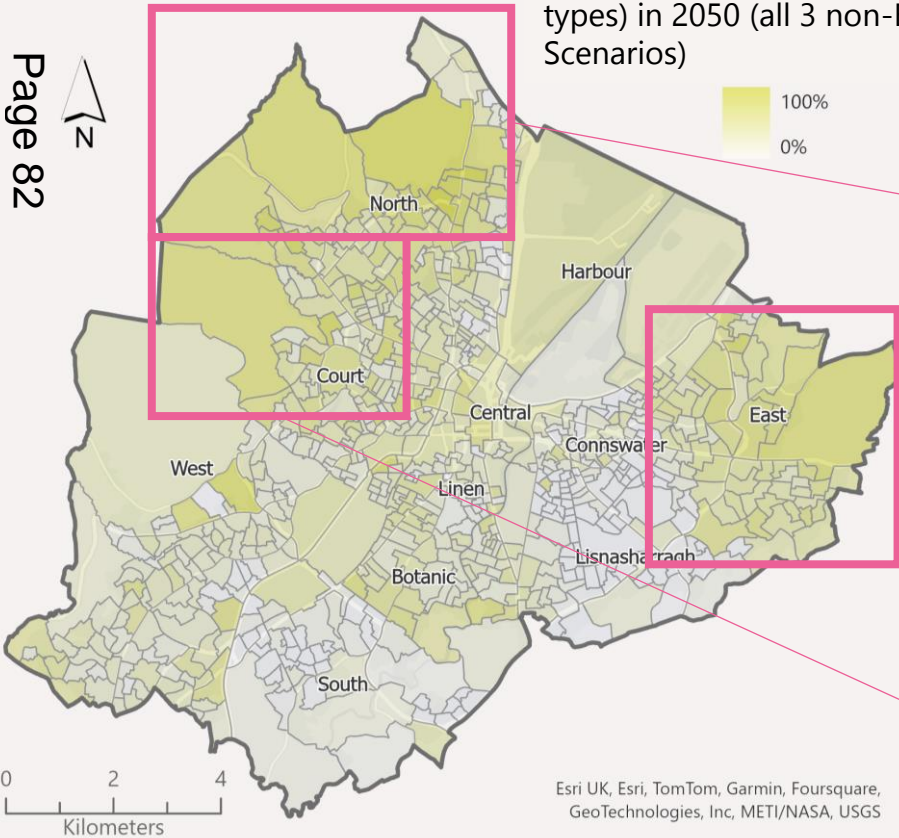 types) in 2050 (all 3 non-
Scenarios)
Page 82
N
100%
0%
North
Harbour
Court
Central
East
Connswater
West
Linen
Lisnasharragh
Botanic
South
0 2 4
Kilometers
Esri UK, Esri, TomTom, Garmin, Foursquare,
GeoTechnologies, Inc, METI/NASA, USGS